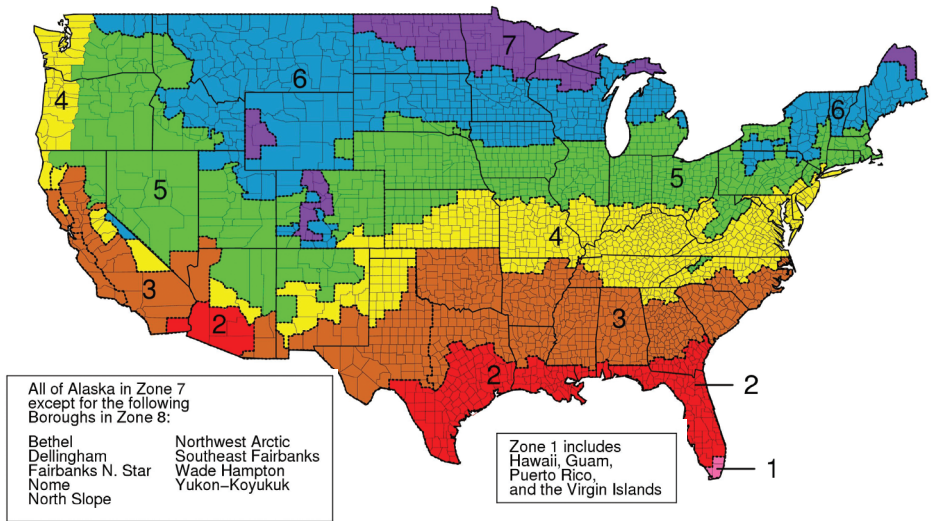 7
6
6
4
5
5
4
3
3
2
2
2
1
All of Alaska in Zone 7
except for the following
Boroughs in Zone 8:
Bethel
Dellingham
Fairbanks N. Star
Nome
North Slope
Northwest Arctic
Southeast Fairbanks
Wade Hampton
Yukon–Koyukuk
Zone 1 includes
Hawaii, Guam,
Puerto Rico,
and the Virgin Islands